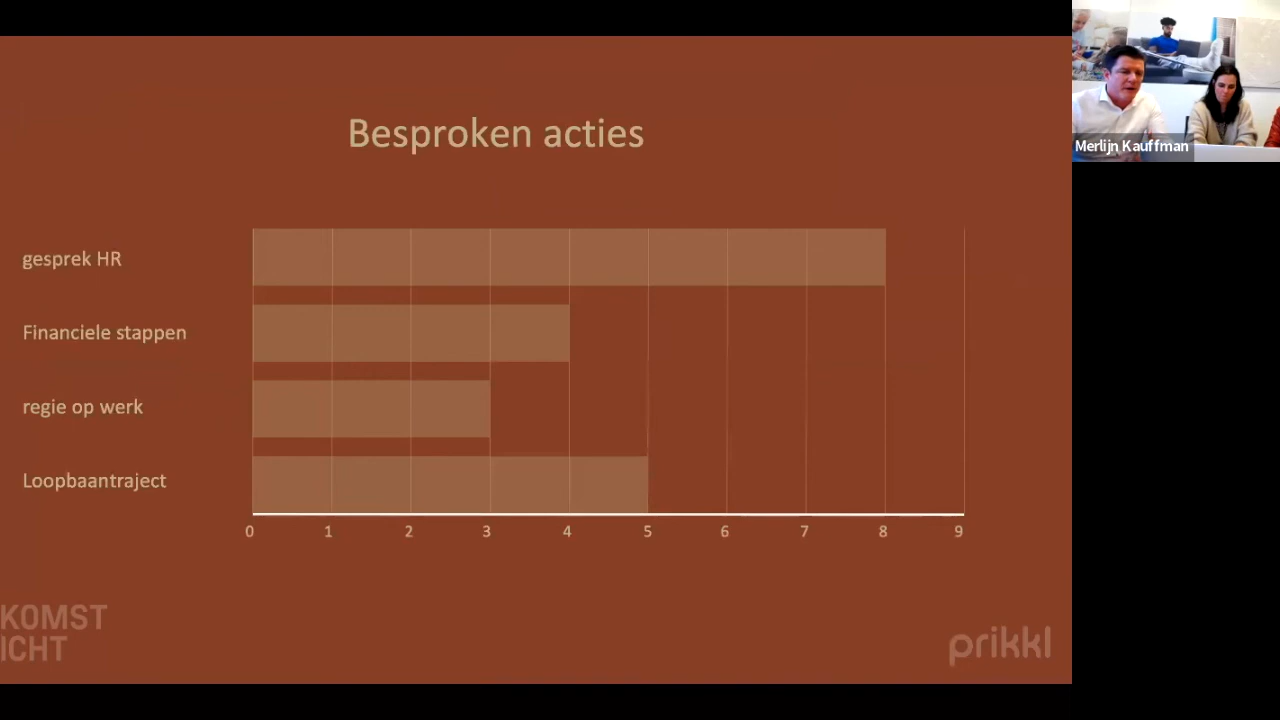 Besproken acties
Merlijn Kauffman
gesprek HR
Financiele stappen
regie op werk
Loopbaantraject
0 1 2 3 4 5 6 7 8 9
KOMST
ICHT
prikkl